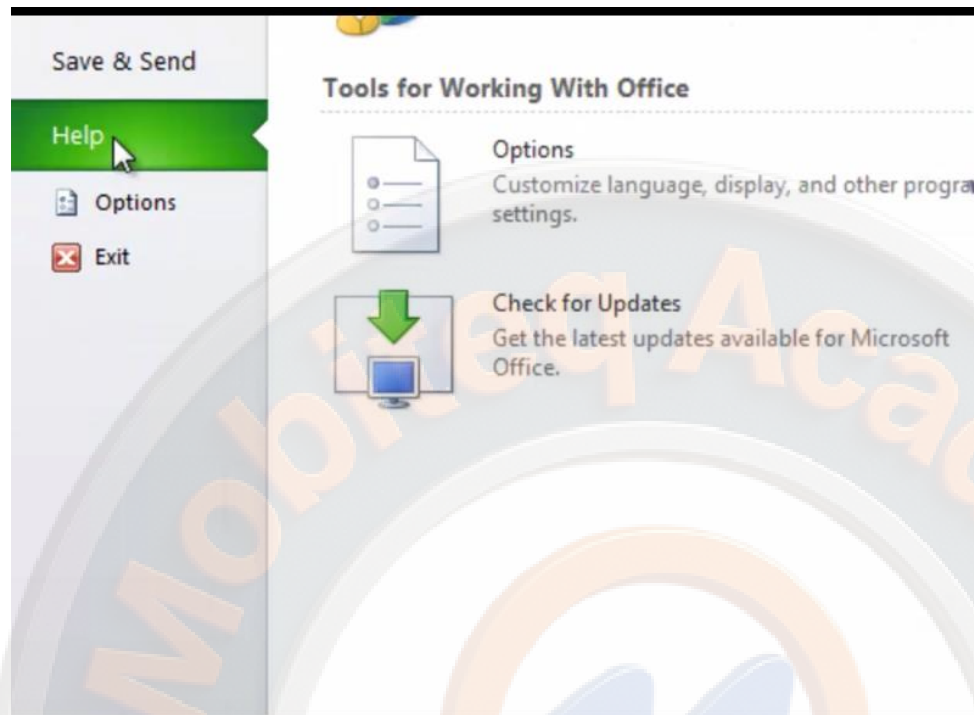 Save & Send
Help
Options
Exit
Tools for Working With Office
Options
Customize language, display, and other progra
settings.
Check for Updates
Get the latest updates available for Microsoft
Office.
Mobiteq Aca